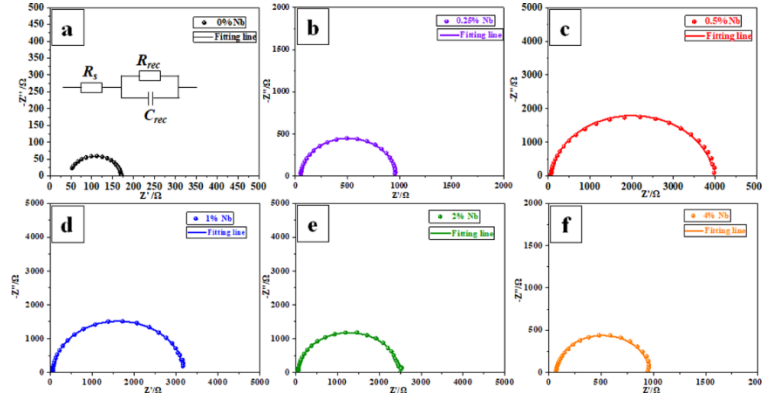 a
0%Nb
Fitting line
Rs
Rrec
Crec
-Z''/Ω
500
450
400
350
300
250
200
150
100
50
0
0 50 100 150 200 250 300 350 400 450 500
Z'/Ω
b
0.25% Nb
Fitting line
-Z''/Ω
2000
1500
1000
500
0
0 500 1000 1500 2000
Z'/Ω
c
0.5% Nb
Fitting line
-Z''/Ω
5000
4000
3000
2000
1000
0
0 1000 2000 3000 4000 5000
Z'/Ω
d
1% Nb
Fitting line
-Z''/Ω
5000
4000
3000
2000
1000
0
0 1000 2000 3000 4000 5000
Z'/Ω
e
2% Nb
Fitting line
-Z''/Ω
5000
4000
3000
2000
1000
0
0 1000 2000 3000 4000 5000
Z'/Ω
f
4% Nb
Fitting line
-Z''/Ω
2000
1500
1000
500
0
0 500 1000 1500 200
Z'/Ω